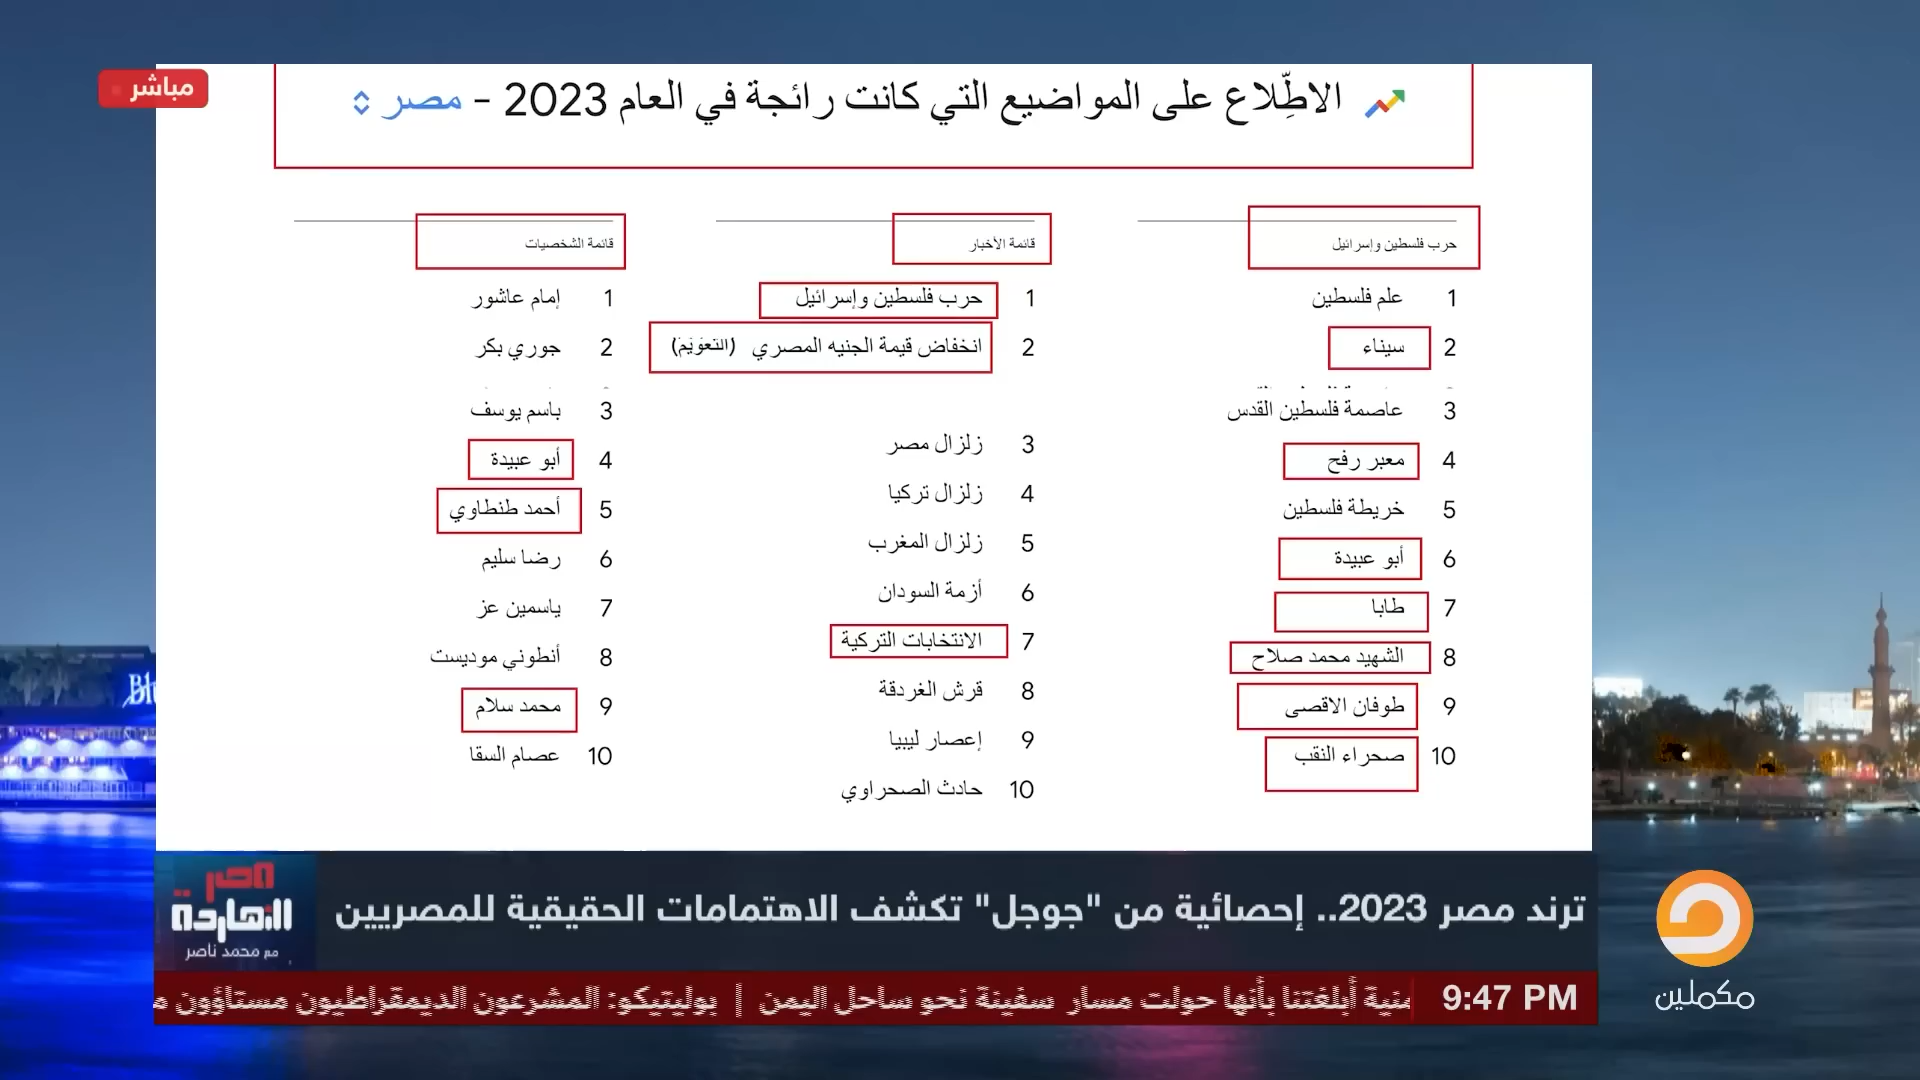 مباشر
الاطِّلاع على المواضيع التي كانت رائجة في العام 2023 - مصر
حرب فلسطين وإسرائيل
1 علم فلسطين
2 سيناء
3 عاصمة فلسطين القدس
4 معبر رفح
5 خريطة فلسطين
6 أبو عبيدة
7 طابا
8 الشهيد محمد صلاح
9 طوفان الاقصى
10 صحراء النقب
قائمة الأخبار
1 حرب فلسطين وإسرائيل
2 انخفاض قيمة الجنيه المصري (التعويم)
3 زلزال مصر
4 زلزال تركيا
5 زلزال المغرب
6 أزمة السودان
7 الانتخابات التركية
8 قرش الغردقة
9 إعصار ليبيا
10 حادث الصحراوي
قائمة الشخصيات
1 إمام عاشور
2 جوري بكر
3 باسم يوسف
4 أبو عبيدة
5 أحمد طنطاوي
6 رضا سليم
7 ياسمين عز
8 أنطوني موديست
9 محمد سلام
10 عصام السقا
ترند مصر 2023.. إحصائية من "جوجل" تكشف الاهتمامات الحقيقية للمصريين
مصر
النهاردة
مع محمد ناصر
9:47 PM
أبلغتنا بأنها حولت مسار سفينة نحو ساحل اليمن | بوليتيكو: المشرعون الديمقراطيون مستاؤون
مكملين